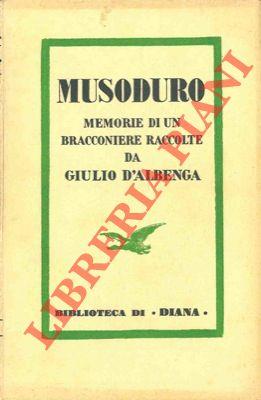 MUSODURO
MEMORIE DI UN
BRACCONIERE RACCOLTE
DA
GIULIO D'ALBENGA
BIBLIOTECA DI • DIANA •
LIBRERIA PIANI